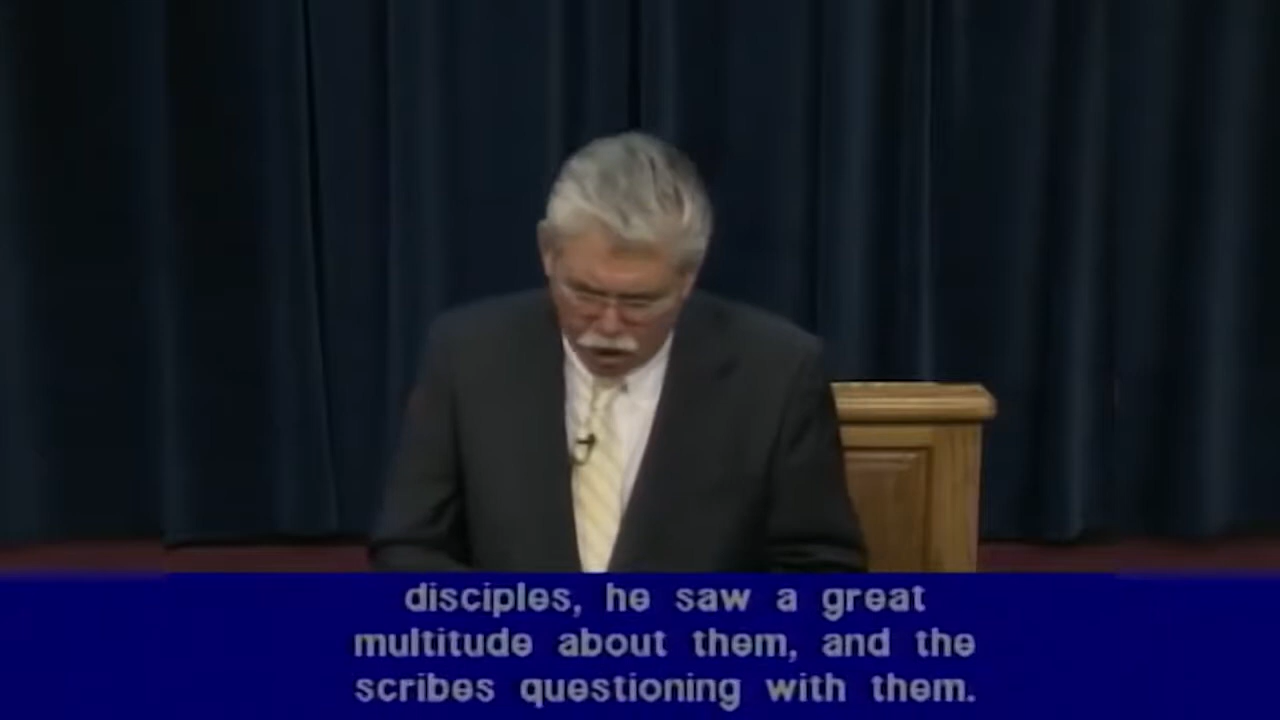 disciples, he saw a great
multitude about them, and the
scribes questioning with them.